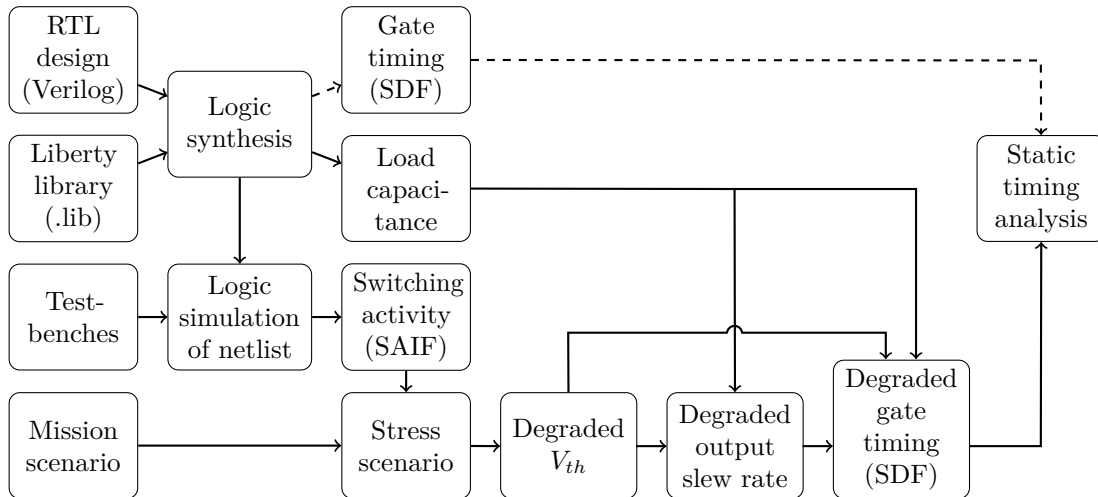 RTL
design
(Verilog)
Gate
timing
(SDF)
Logic
synthesis
Liberty
library
(.lib)
Load
capaci-
tance
Static
timing
analysis
Test-
benches
Logic
simulation
of netlist
Switching
activity
(SAIF)
Mission
scenario
Stress
scenario
Degraded
V_{th}
Degraded
output
slew rate
Degraded
gate
timing
(SDF)